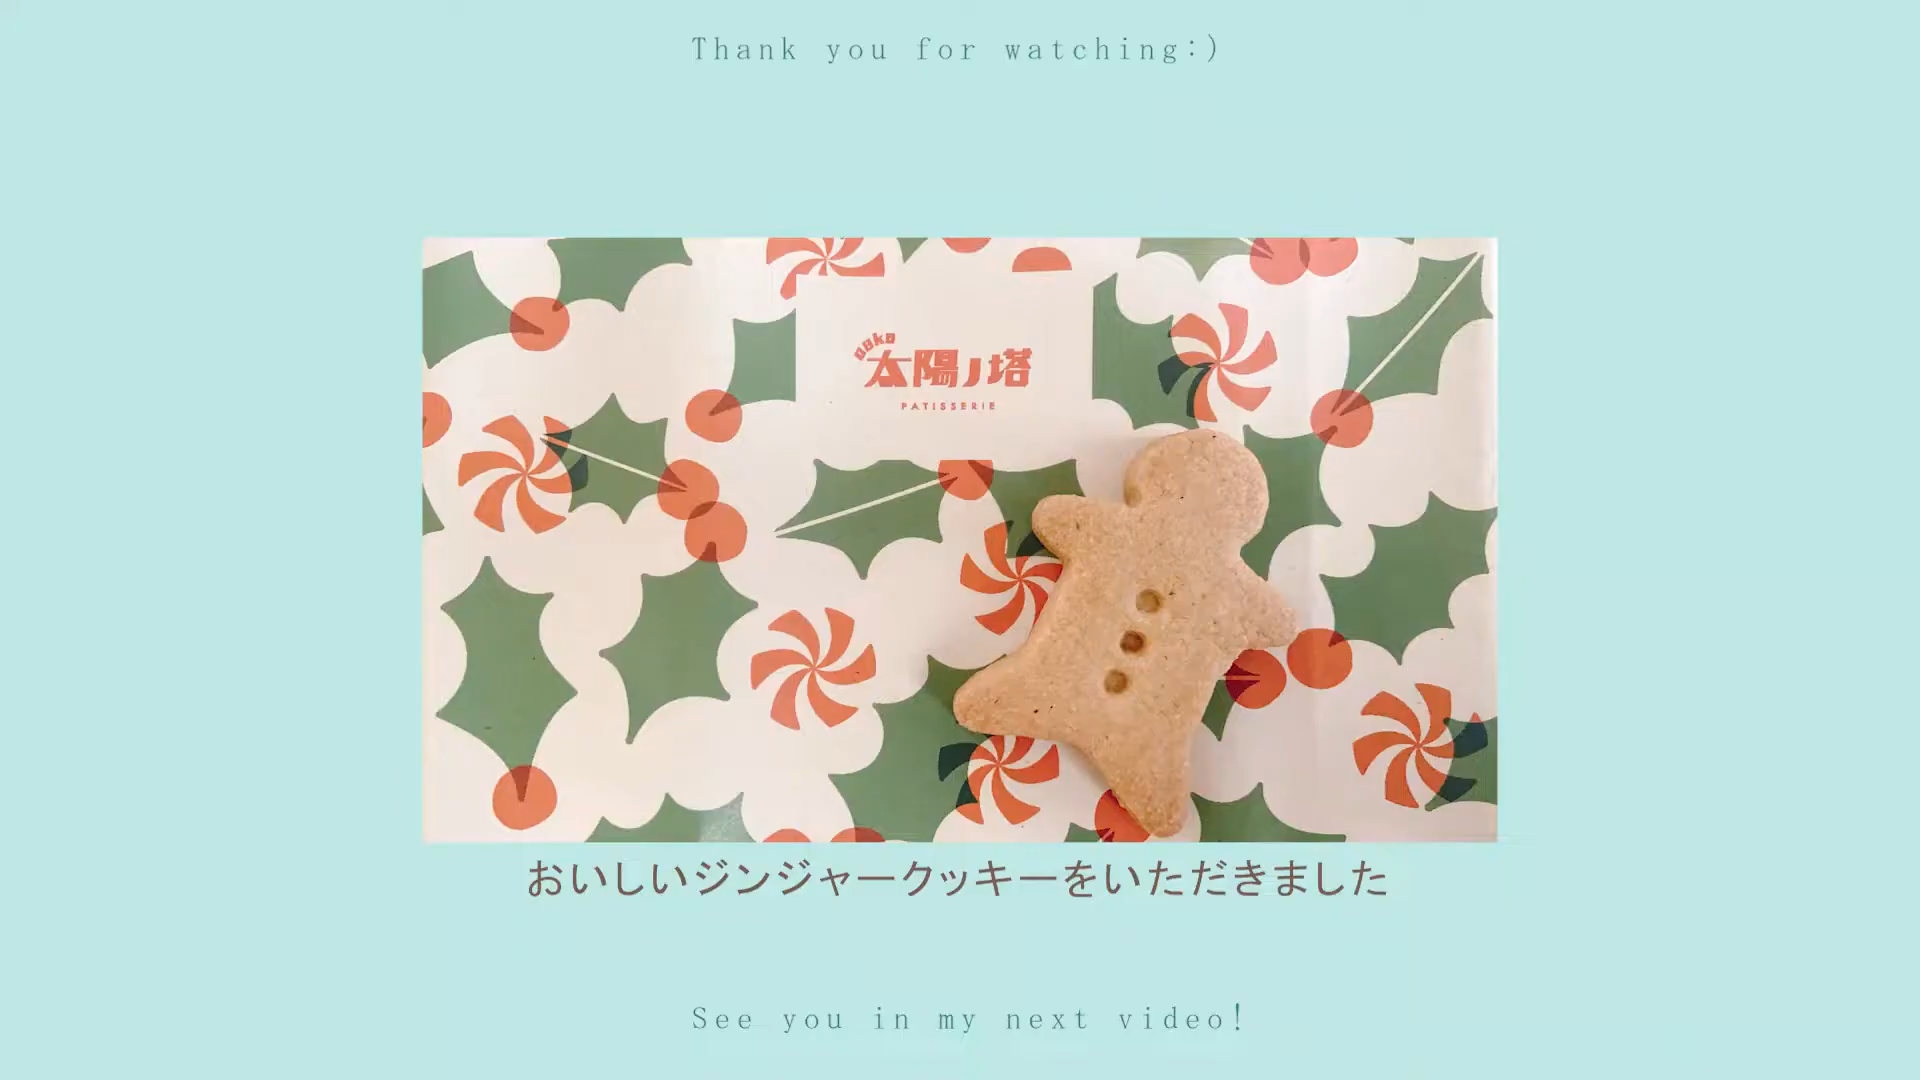 Thank you for watching:)
太陽ノ塔
PATISSERIE
おいしいジンジャークッキーをいただきました
See you in my next video!